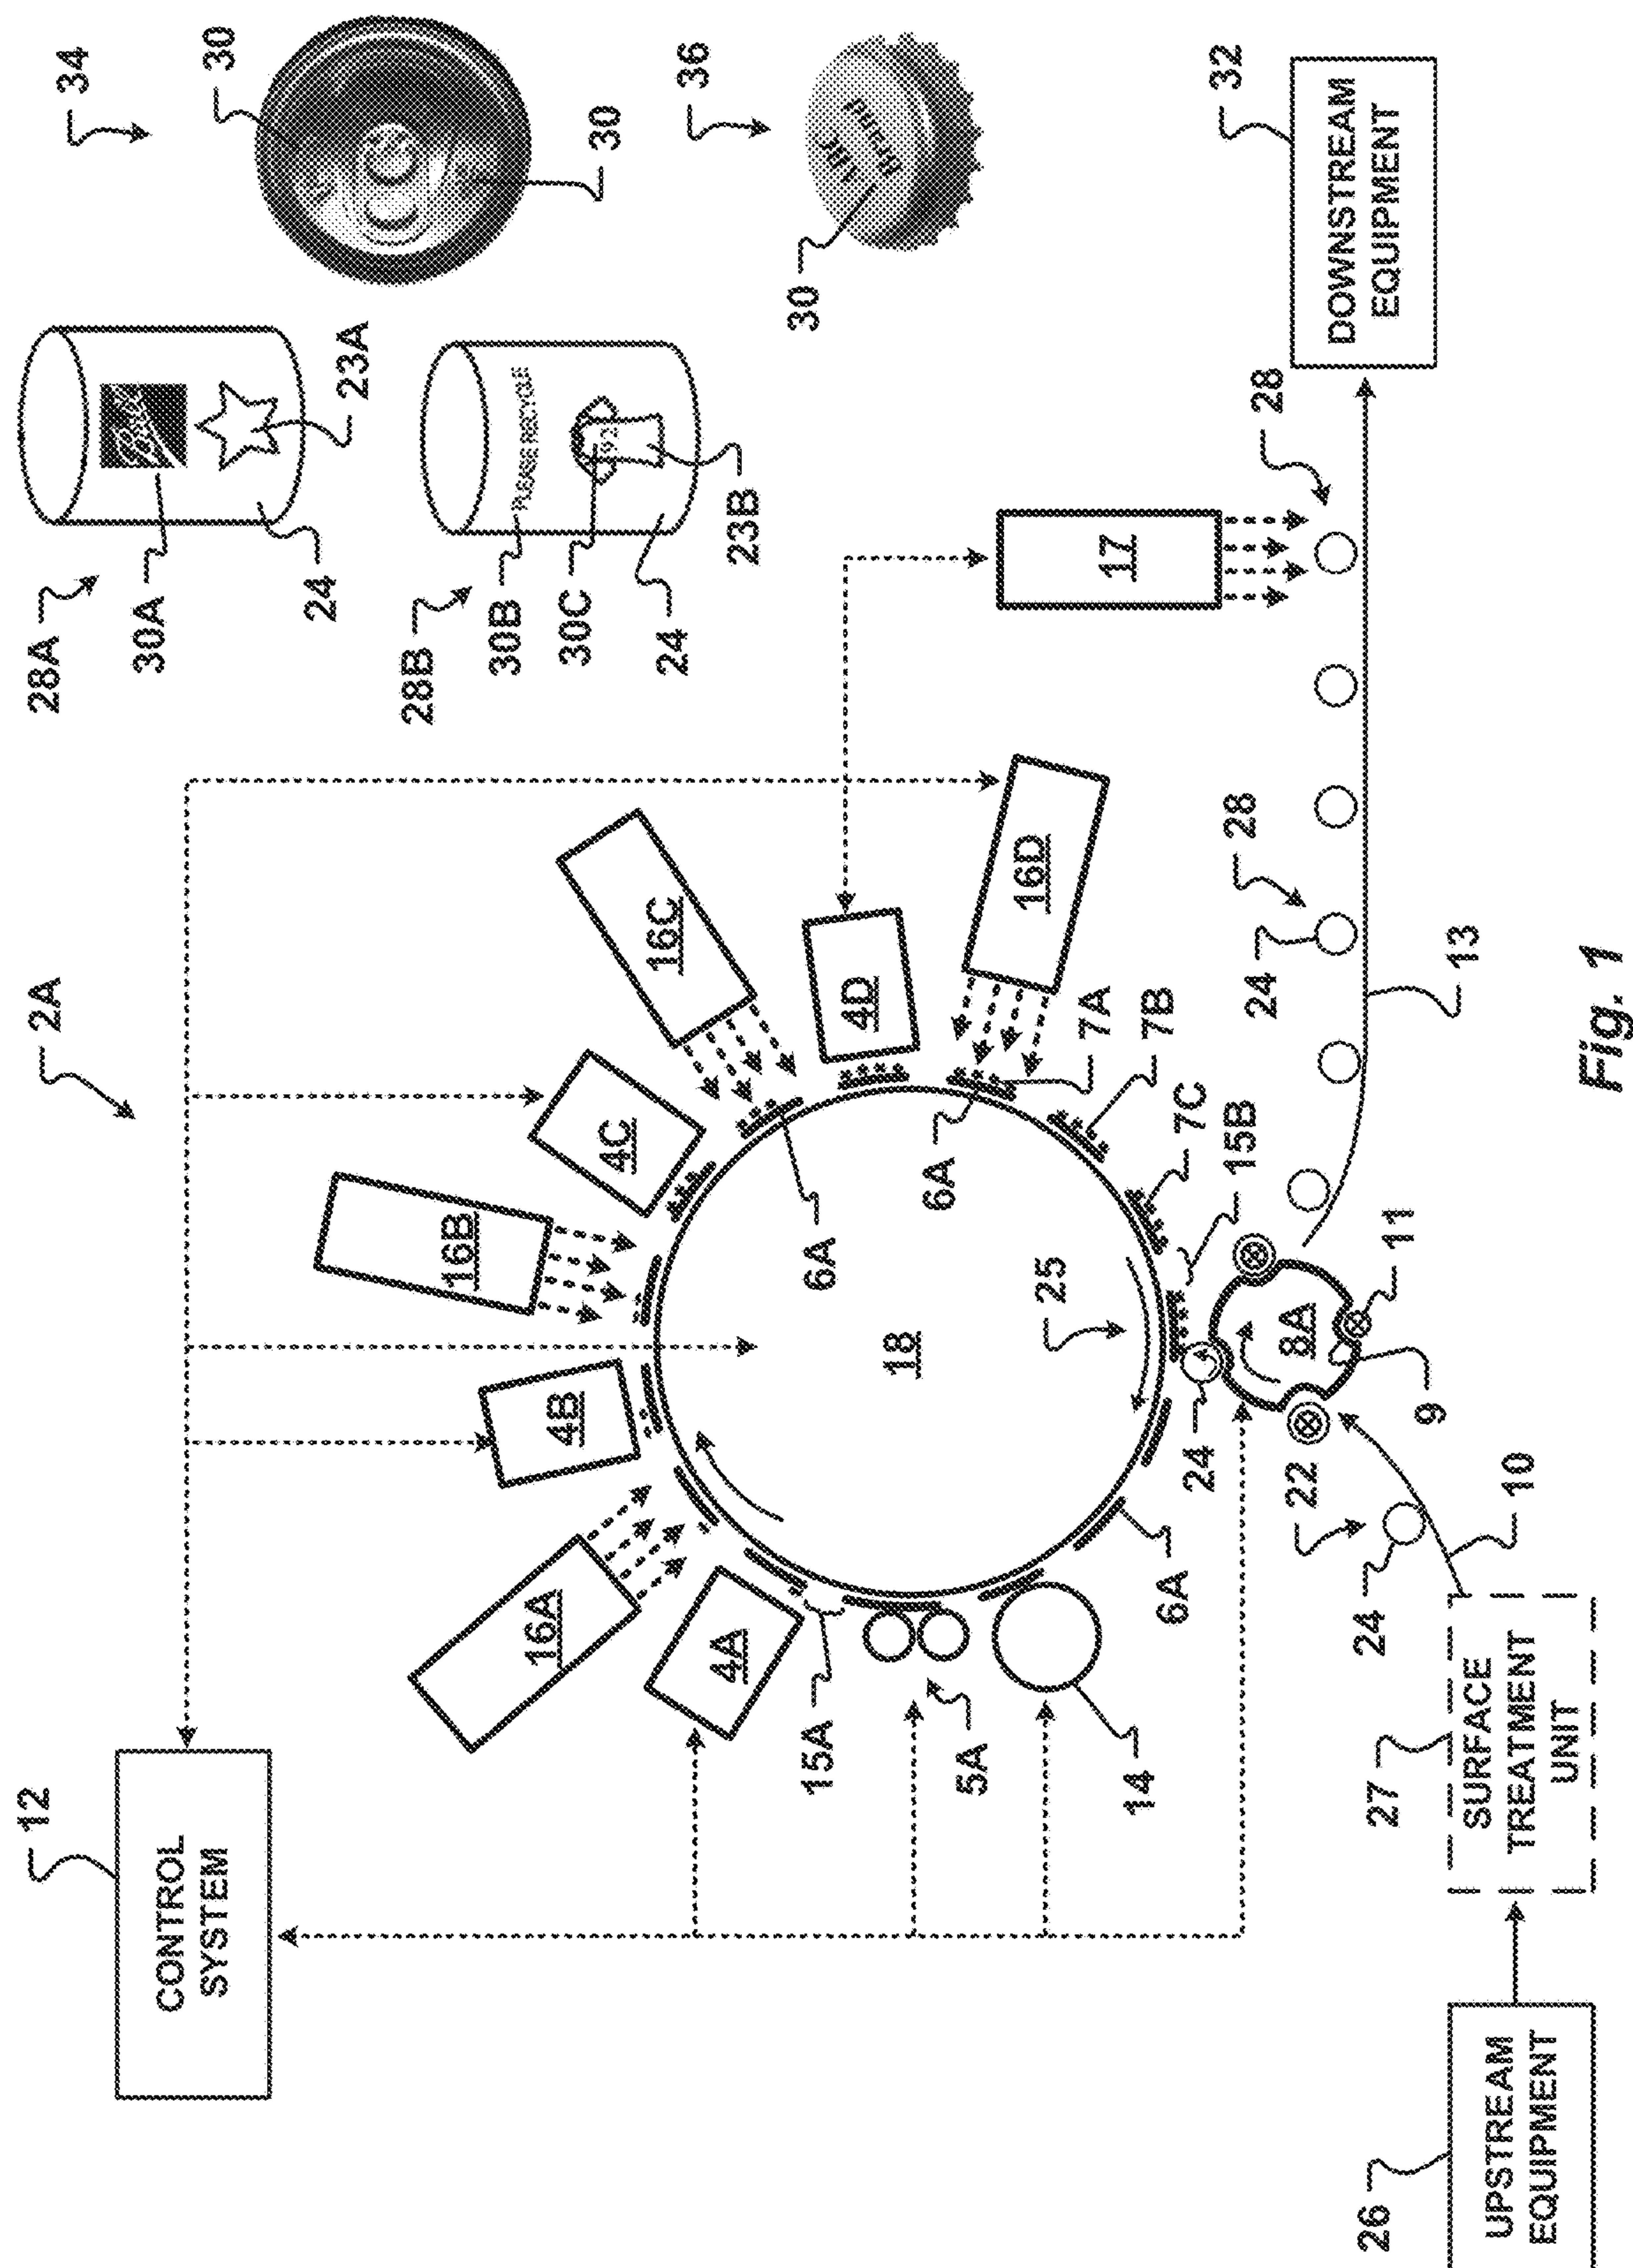 2A
12
CONTROL
SYSTEM
28A
30A
24
23A
34
30
30
28B
30B
30C
24
23B
PLEASE RECYCLE
36
30
16A
4A
16B
4B
16C
4C
4D
16D
17
15A
5A
14
18
6A
6A
6A
7A
7B
7C
15B
25
24
8A
9
11
22
24
10
28
24
28
13
26
UPSTREAM
EQUIPMENT
27
SURFACE
TREATMENT
UNIT
32
DOWNSTREAM
EQUIPMENT
ABC
Fig. 1